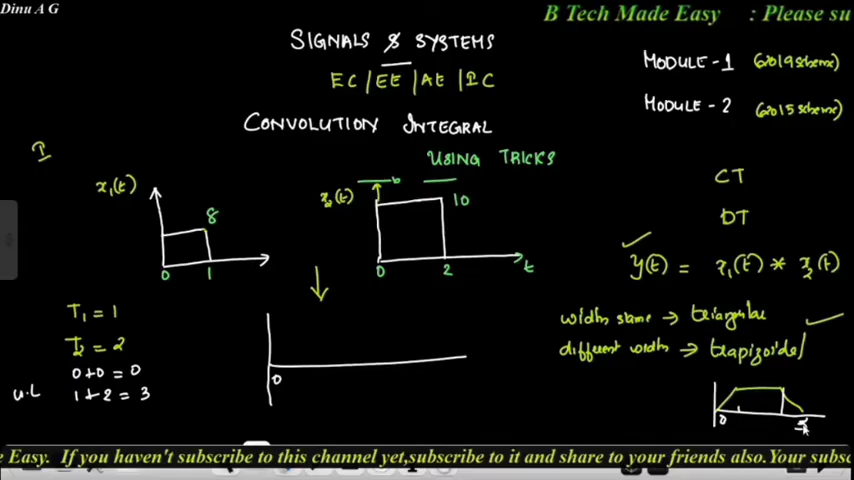 Dinu A G
B Tech Made Easy : Please su
SIGNALS & SYSTEMS
EC | EE | AE | IC
MODULE - 1 (2019 scheme)
MODULE - 2 (2015 scheme)
CONVOLUTION INTEGRAL
USING TRICKS
I
x₁(t)
8
0 1
x₂(t)
10
0 2 t
CT
DT
y(t) = x₁(t) * x₂(t)
width same → triangular
different width → trapizoidel
T₁ = 1
T₂ = 2
0+0 = 0
U.L 1+2 = 3
0
0
e Easy. If you haven't subscribe to this channel yet,subscribe to it and share to your friends also.Your subs